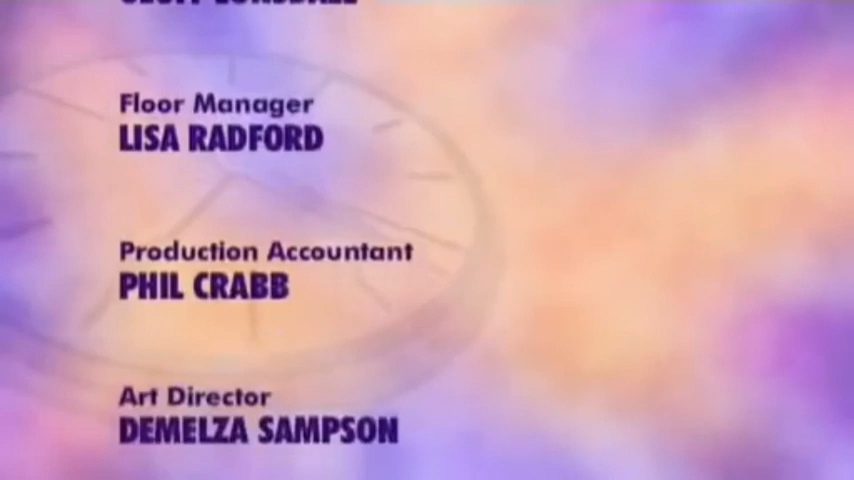 Floor Manager
LISA RADFORD
Production Accountant
PHIL CRABB
Art Director
DEMELZA SAMPSON